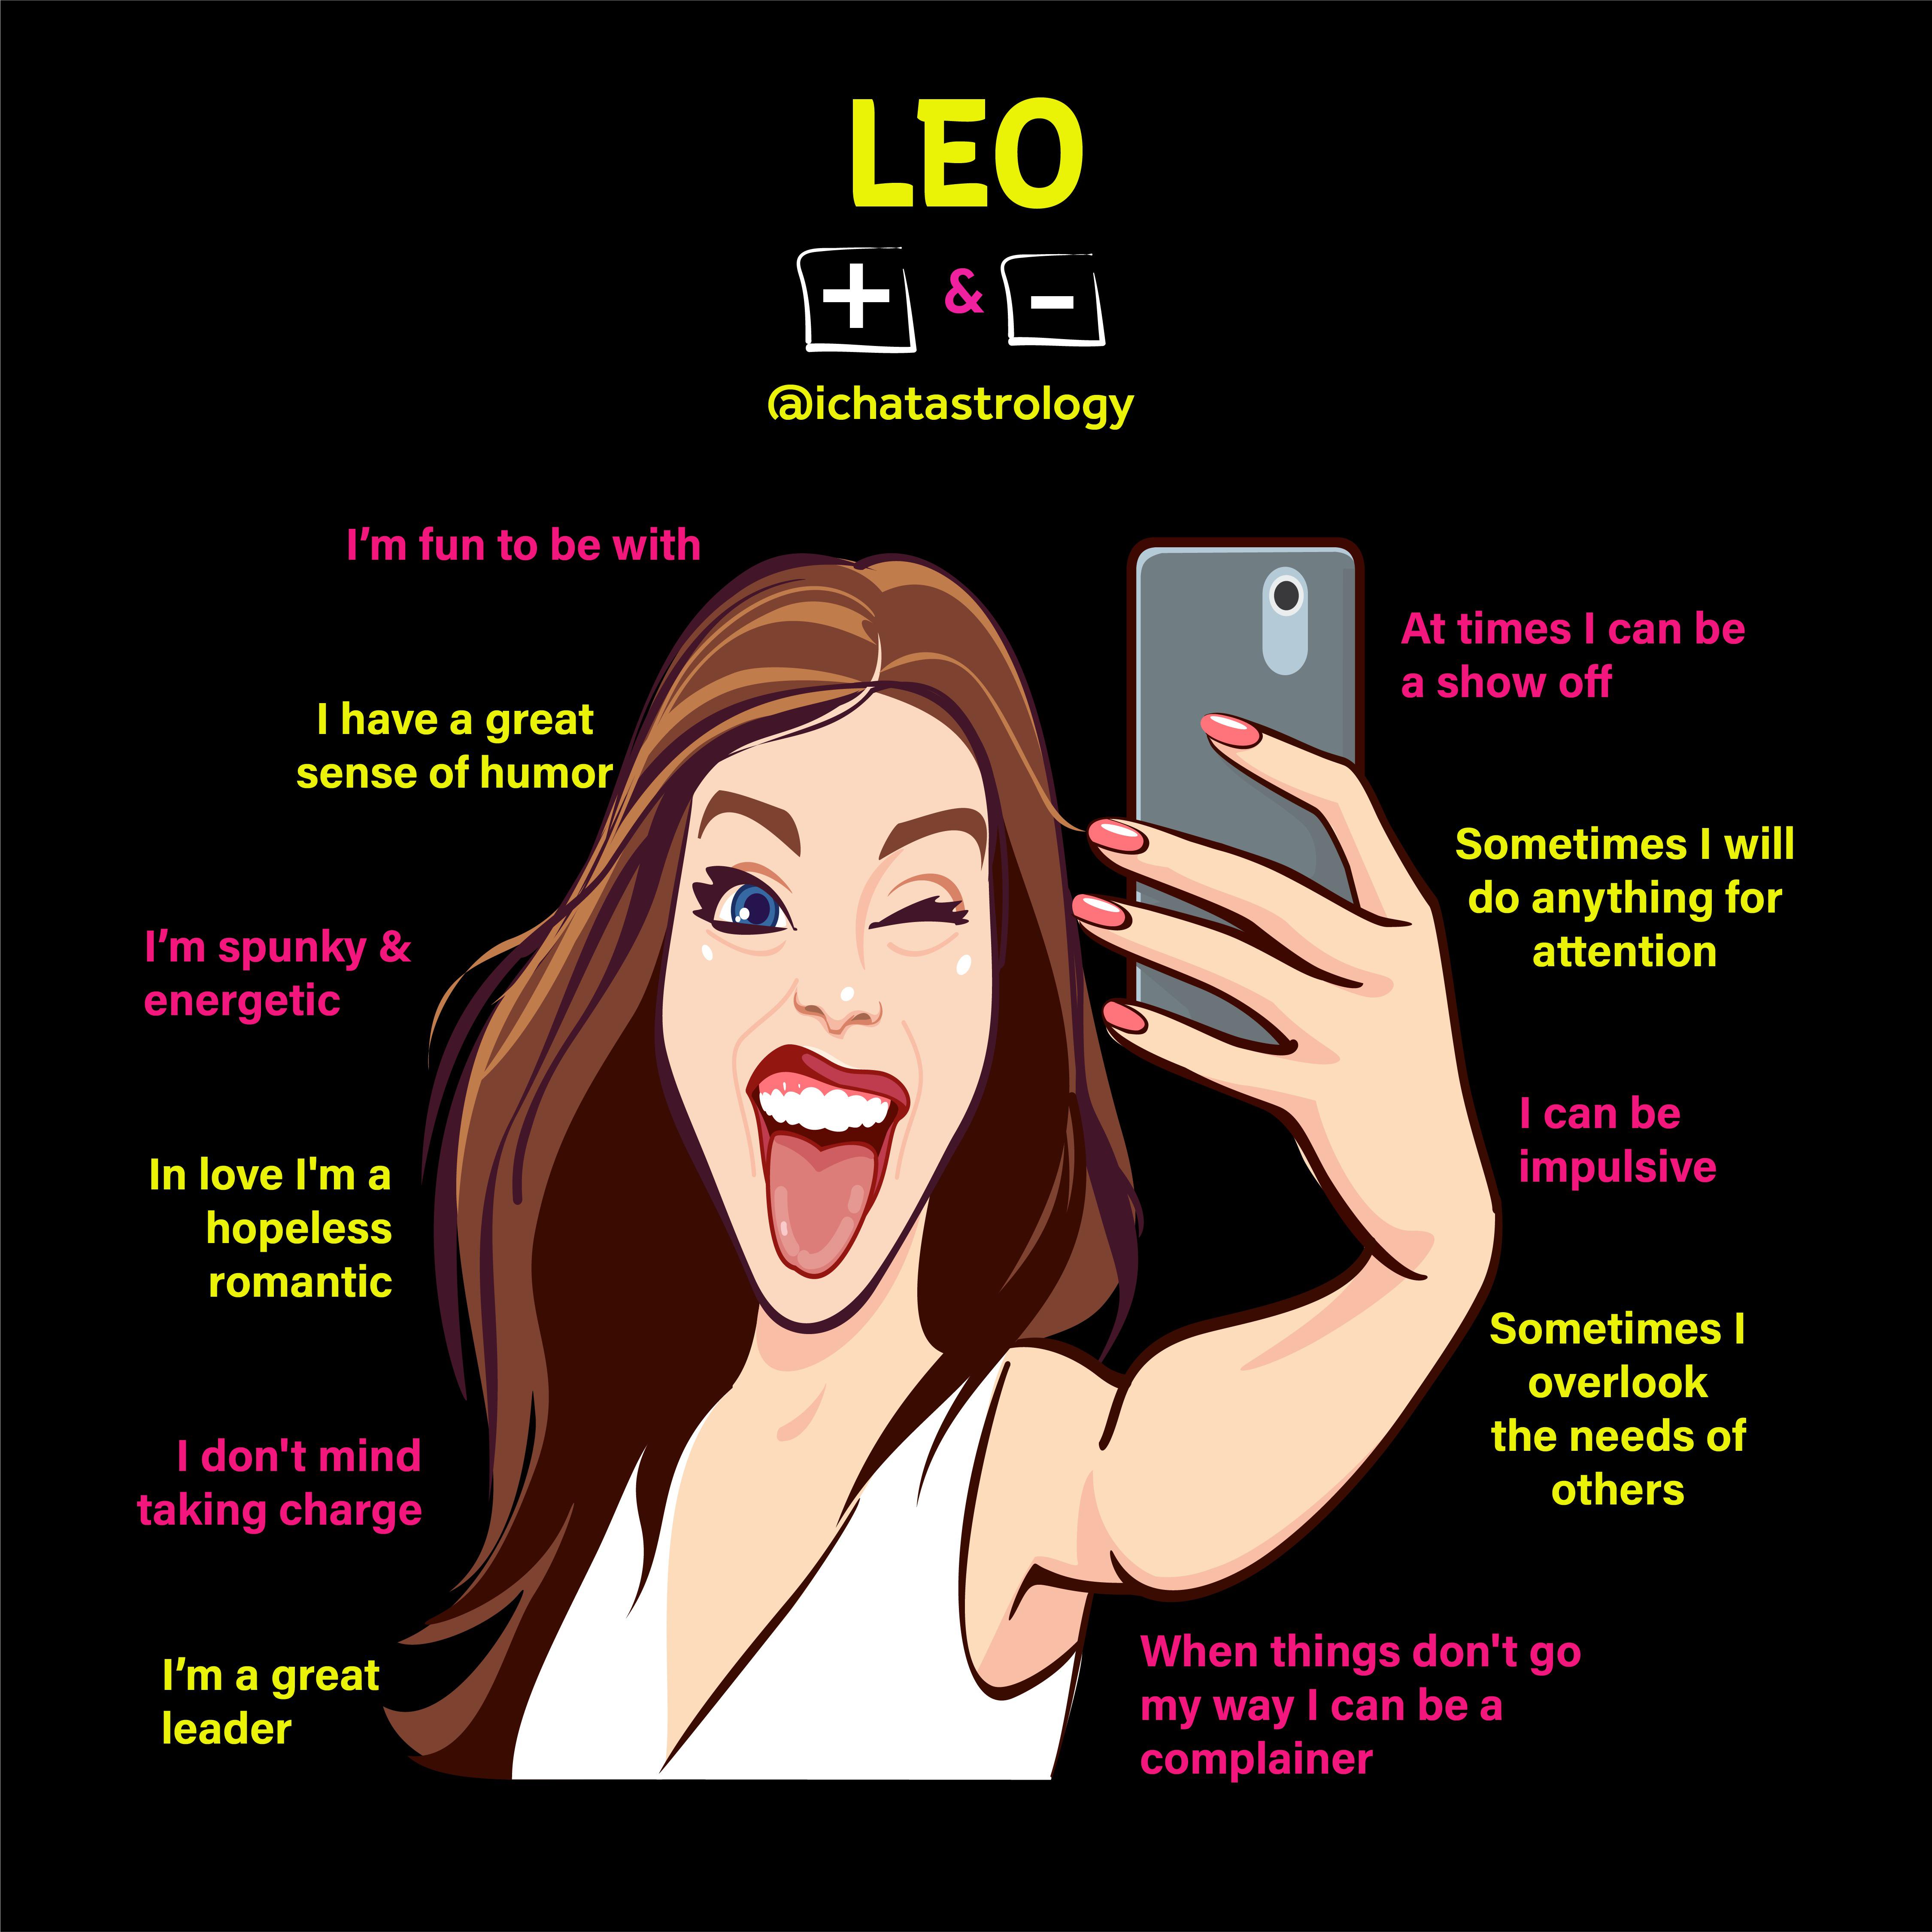 LEO
+ & -
@ichatastrology
I’m fun to be with
I have a great
sense of humor
I’m spunky &
energetic
In love I'm a
hopeless
romantic
I don't mind
taking charge
I’m a great
leader
At times I can be
a show off
Sometimes I will
do anything for
attention
I can be
impulsive
Sometimes I
overlook
the needs of
others
When things don't go
my way I can be a
complainer